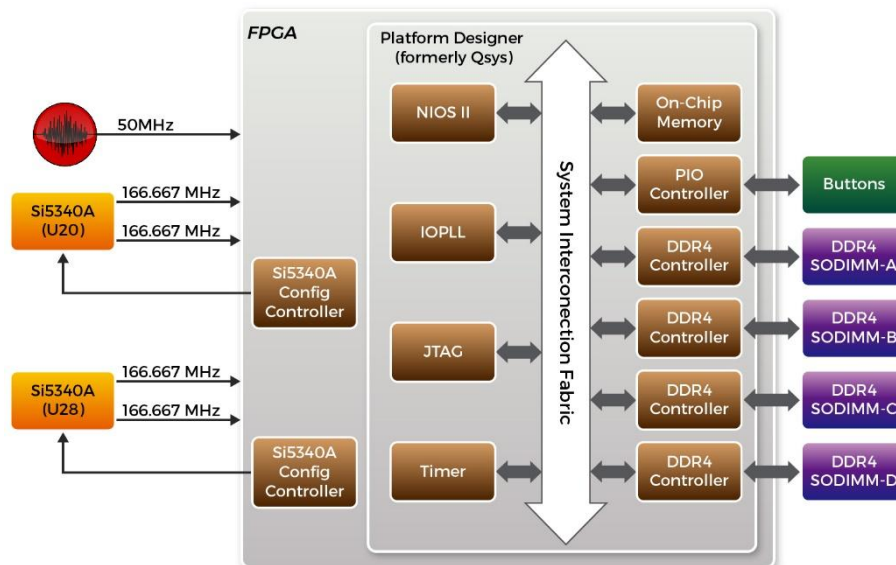 FPGA
Platform Designer
(formerly Qsys)
50MHz
166.667 MHz
Si5340A
(U20)
166.667 MHz
Si5340A
Config
Controller
166.667 MHz
Si5340A
(U28)
166.667 MHz
Si5340A
Config
Controller
NIOS II
IOPLL
JTAG
Timer
System Interconection Fabric
On-Chip
Memory
PIO
Controller
DDR4
Controller
DDR4
Controller
DDR4
Controller
DDR4
Controller
Buttons
DDR4
SODIMM-A
DDR4
SODIMM-B
DDR4
SODIMM-C
DDR4
SODIMM-D